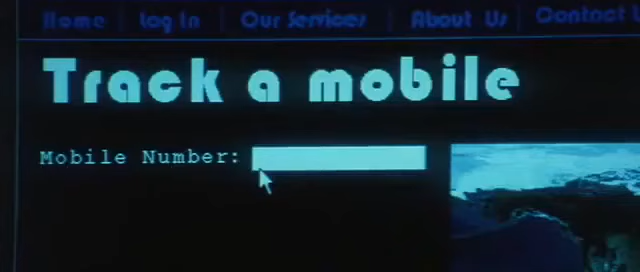 Home Log In Our Services About Us Contact U
Track a mobile
Mobile Number: